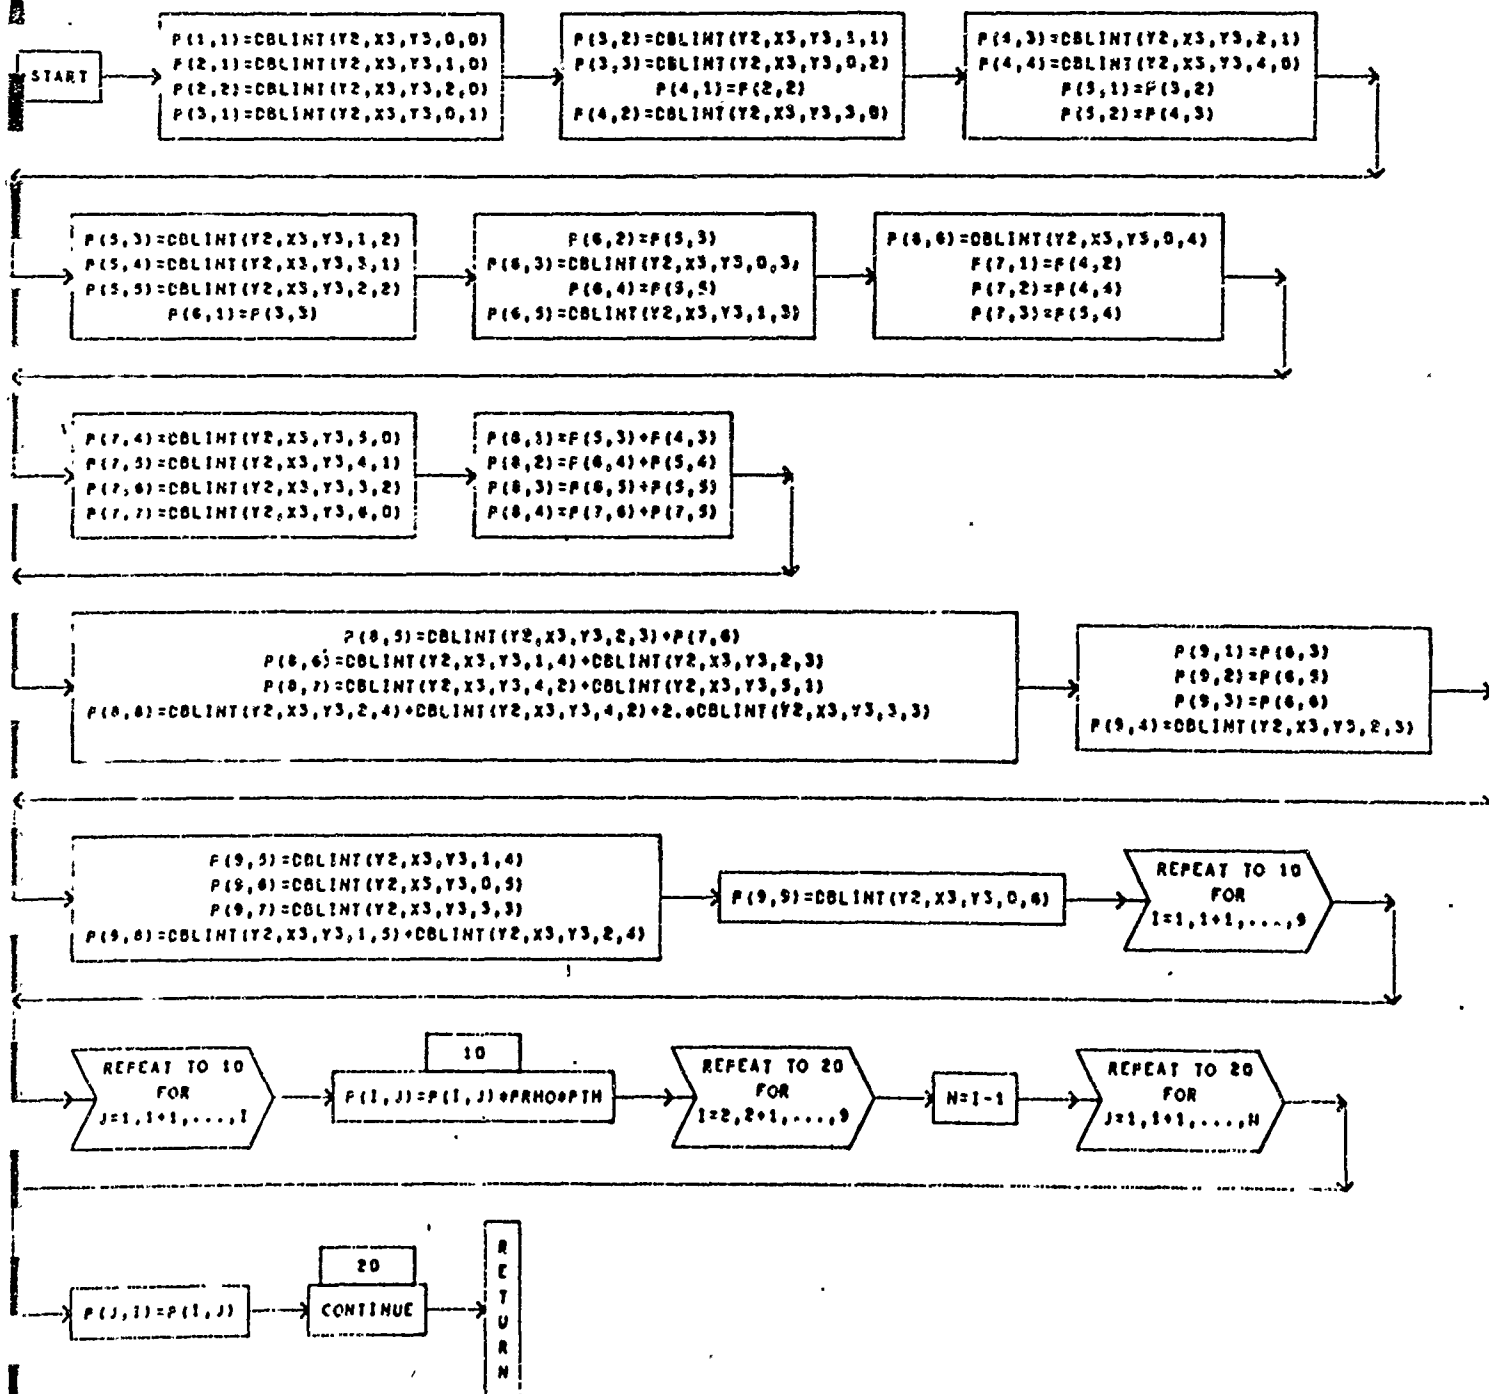 START
P(1,1)=CBLINT(Y2,X3,Y3,0,0)
P(2,1)=CBLINT(Y2,X3,Y3,1,0)
P(2,2)=CBLINT(Y2,X3,Y3,2,0)
P(3,1)=CBLINT(Y2,X3,Y3,0,1)
P(3,2)=CBLINT(Y2,X3,Y3,1,1)
P(3,3)=CBLINT(Y2,X3,Y3,0,2)
P(4,1)=P(2,2)
P(4,2)=CBLINT(Y2,X3,Y3,3,0)
P(4,3)=CBLINT(Y2,X3,Y3,2,1)
P(4,4)=CBLINT(Y2,X3,Y3,4,0)
P(5,1)=P(3,2)
P(5,2)=P(4,3)
P(5,3)=CBLINT(Y2,X3,Y3,1,2)
P(5,4)=CBLINT(Y2,X3,Y3,3,1)
P(5,5)=CBLINT(Y2,X3,Y3,2,2)
P(6,1)=P(3,3)
P(6,2)=P(5,3)
P(6,3)=CBLINT(Y2,X3,Y3,0,3)
P(6,4)=P(5,5)
P(6,5)=CBLINT(Y2,X3,Y3,1,3)
P(6,6)=CBLINT(Y2,X3,Y3,0,4)
P(7,1)=P(4,2)
P(7,2)=P(4,4)
P(7,3)=P(5,4)
P(7,4)=CBLINT(Y2,X3,Y3,5,0)
P(7,5)=CBLINT(Y2,X3,Y3,4,1)
P(7,6)=CBLINT(Y2,X3,Y3,3,2)
P(7,7)=CBLINT(Y2,X3,Y3,6,0)
P(8,1)=P(5,3)+P(4,3)
P(8,2)=P(6,4)+P(5,4)
P(8,3)=P(6,5)+P(5,5)
P(8,4)=P(7,6)+P(7,5)
P(8,5)=CBLINT(Y2,X3,Y3,2,3)+P(7,6)
P(8,6)=CBLINT(Y2,X3,Y3,1,4)+CBLINT(Y2,X3,Y3,2,3)
P(8,7)=CBLINT(Y2,X3,Y3,4,2)+CBLINT(Y2,X3,Y3,5,1)
P(8,8)=CBLINT(Y2,X3,Y3,2,4)+CBLINT(Y2,X3,Y3,4,2)+2.*CBLINT(Y2,X3,Y3,3,3)
P(9,1)=P(6,3)
P(9,2)=P(6,5)
P(9,3)=P(6,6)
P(9,4)=CBLINT(Y2,X3,Y3,2,3)
P(9,5)=CBLINT(Y2,X3,Y3,1,4)
P(9,6)=CBLINT(Y2,X3,Y3,0,5)
P(9,7)=CBLINT(Y2,X3,Y3,3,3)
P(9,8)=CBLINT(Y2,X3,Y3,1,5)+CBLINT(Y2,X3,Y3,2,4)
P(9,9)=CBLINT(Y2,X3,Y3,0,6)
REPEAT TO 10
FOR
I=1,1+1,....,9
REPEAT TO 10
FOR
J=1,1+1,....,I
10
P(I,J)=P(I,J)*PRHO*PTH
REPEAT TO 20
FOR
I=2,2+1,....,9
N=I-1
REPEAT TO 20
FOR
J=1,1+1,....,N
P(J,I)=P(I,J)
20
CONTINUE
RETURN